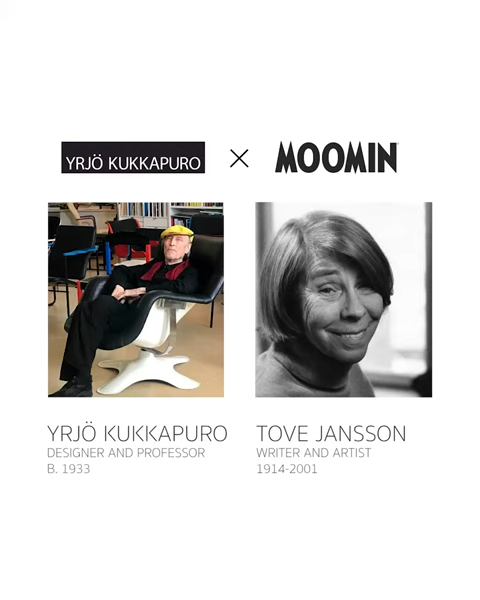 YRJÖ KUKKAPURO × MOOMIN
YRJÖ KUKKAPURO
DESIGNER AND PROFESSOR
B. 1933
TOVE JANSSON
WRITER AND ARTIST
1914-2001